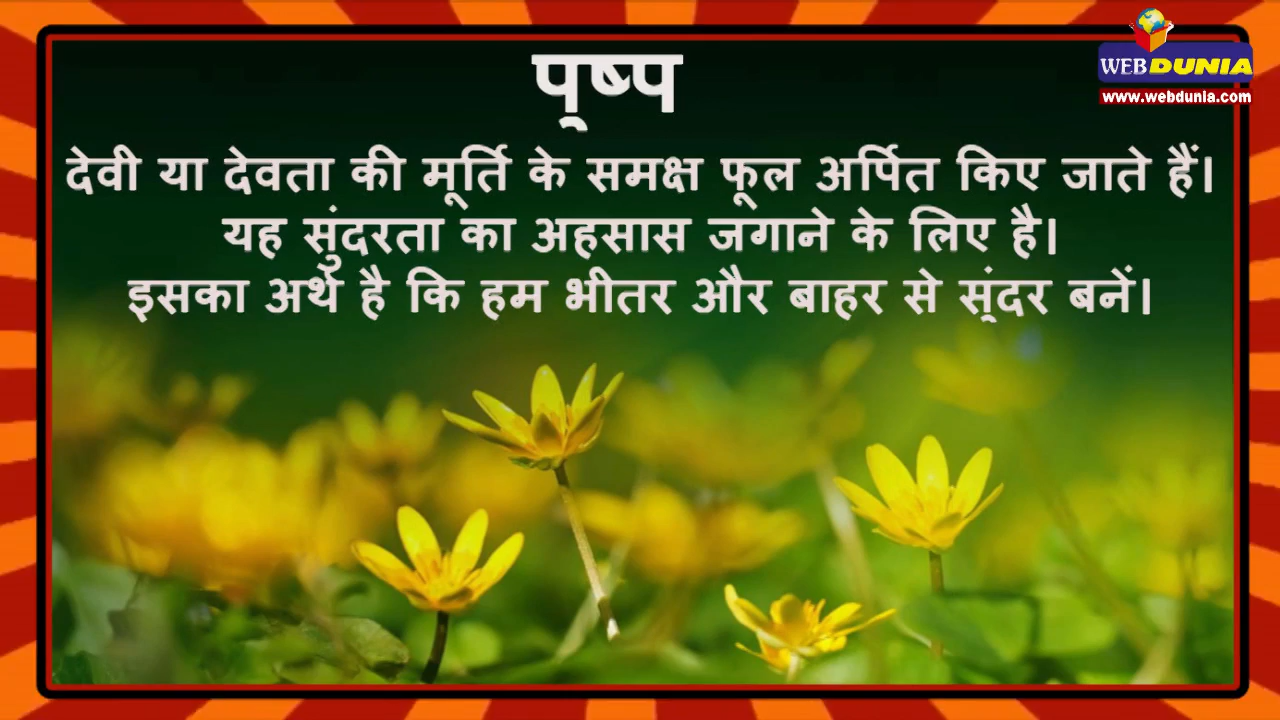 WEBDUNIA
www.webdunia.com
पुष्प
देवी या देवता की मूर्ति के समक्ष फूल अर्पित किए जाते हैं।
यह सुंदरता का अहसास जगाने के लिए है।
इसका अर्थ है कि हम भीतर और बाहर से सुंदर बनें।